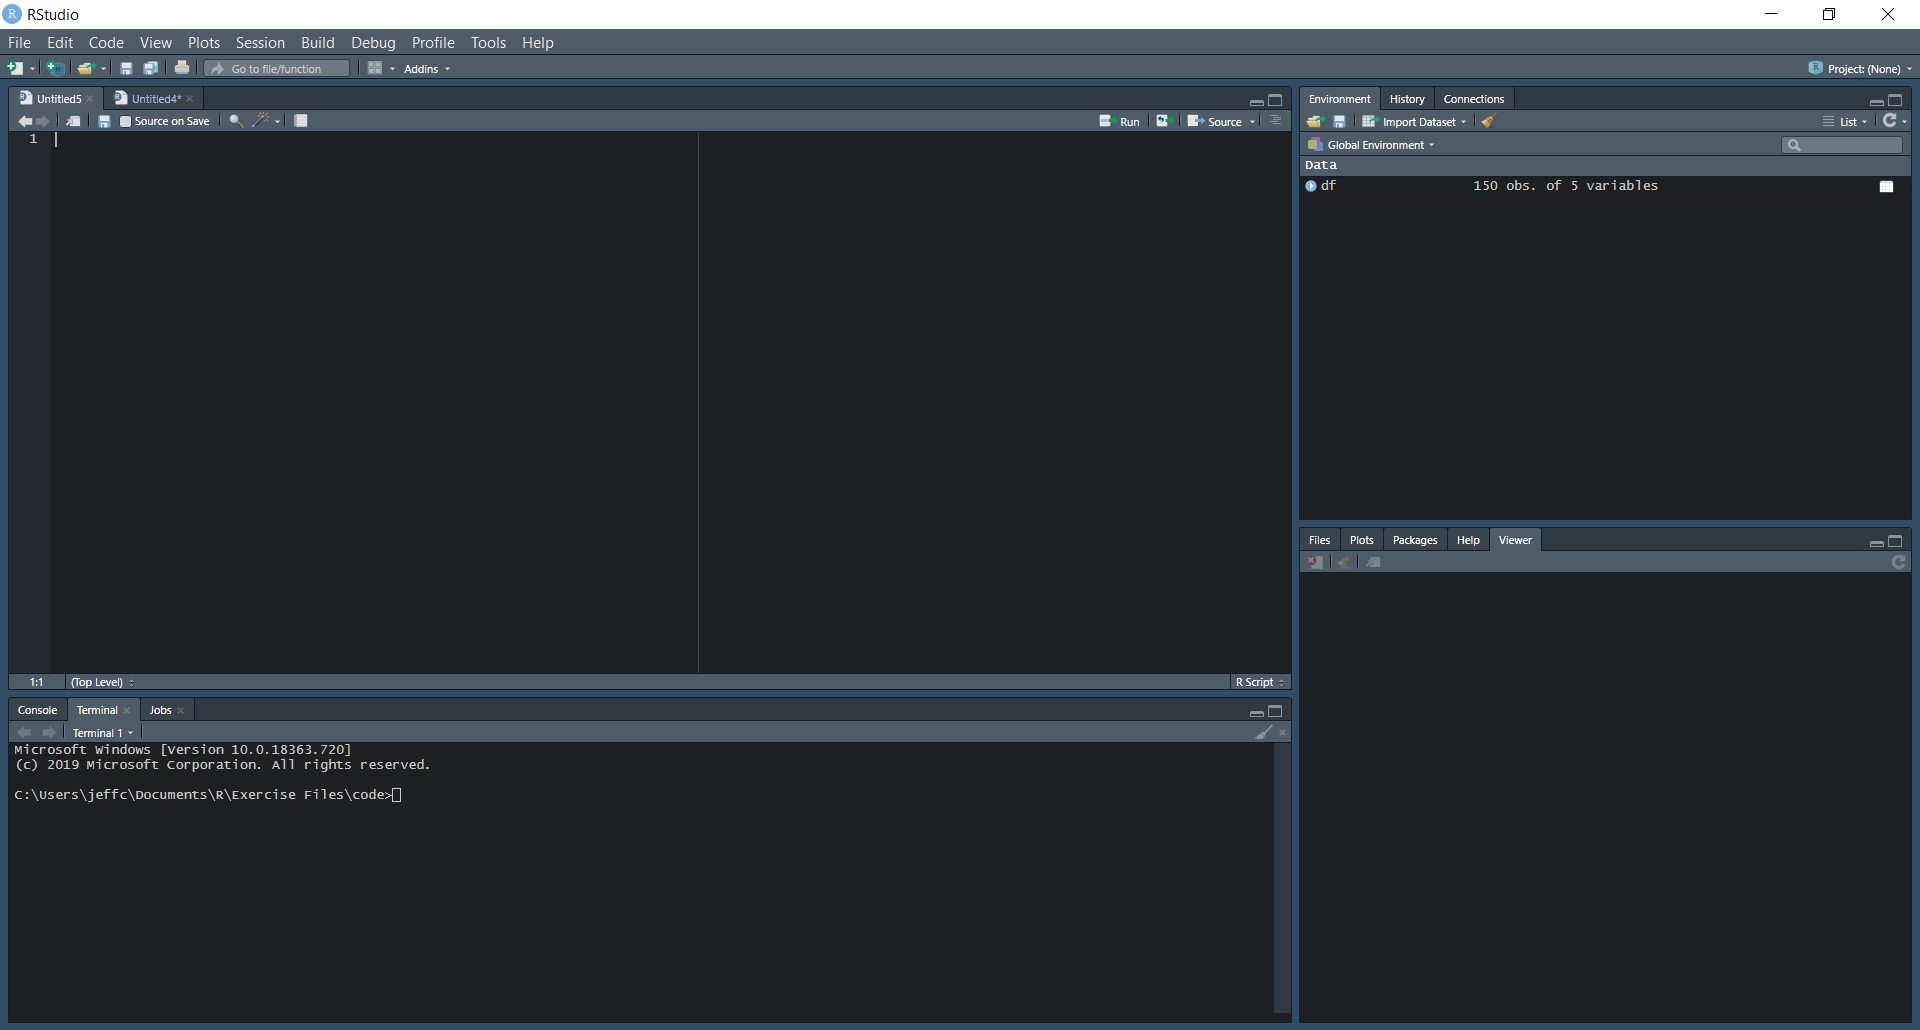 RStudio
File Edit Code View Plots Session Build Debug Profile Tools Help
Go to file/function Addins Project: (None)
Untitled5 Untitled4*
Source on Save Run Source
1
1:1 (Top Level) R Script
Console Terminal Jobs
Terminal 1
Microsoft Windows [Version 10.0.18363.720]
(c) 2019 Microsoft Corporation. All rights reserved.
C:\Users\jeffc\Documents\R\Exercise Files\code>
Environment History Connections
Import Dataset List
Global Environment
Data
df 150 obs. of 5 variables
Files Plots Packages Help Viewer